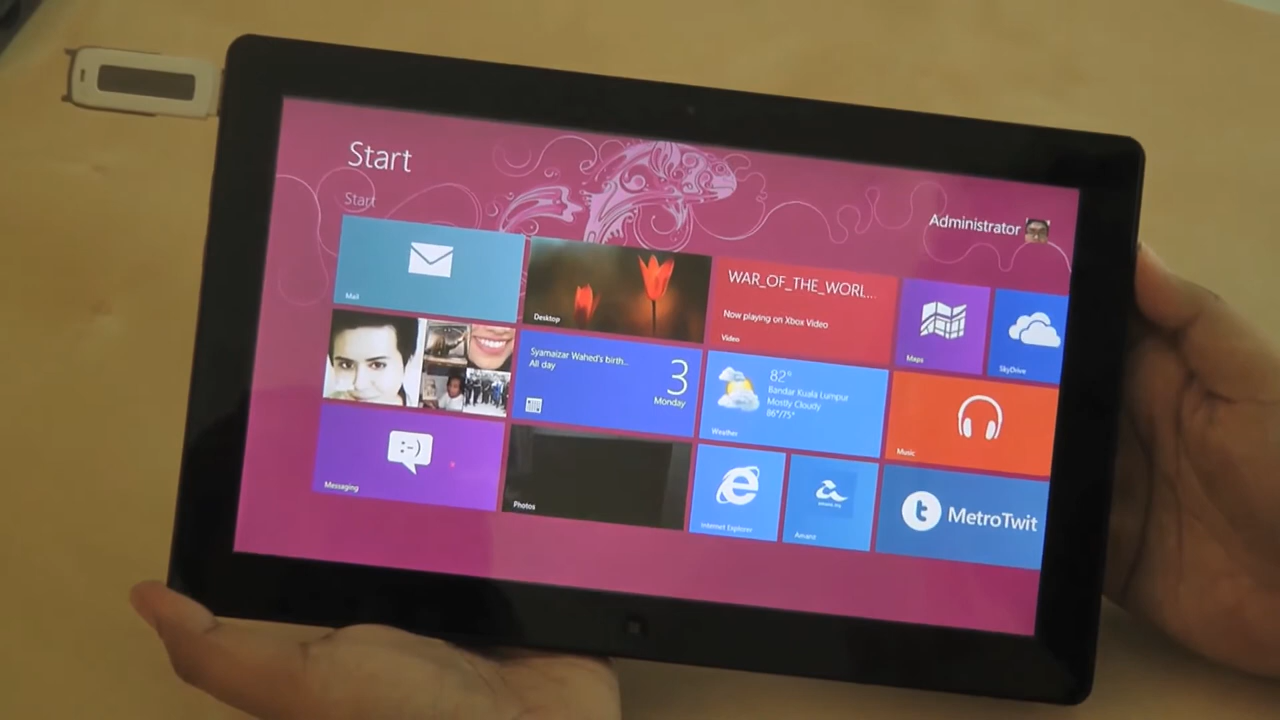 Start
Start
Administrator
Mail
Desktop
WAR_OF_THE_WORL...
Now playing on Xbox Video
Video
Maps
SkyDrive
Syamaizar Wahed's birth...
All day
3
Monday
82°
Bandar Kuala Lumpur
Mostly Cloudy
86°/75°
Weather
Music
:-)
Messaging
Photos
Internet Explorer
Amanz
t MetroTwit